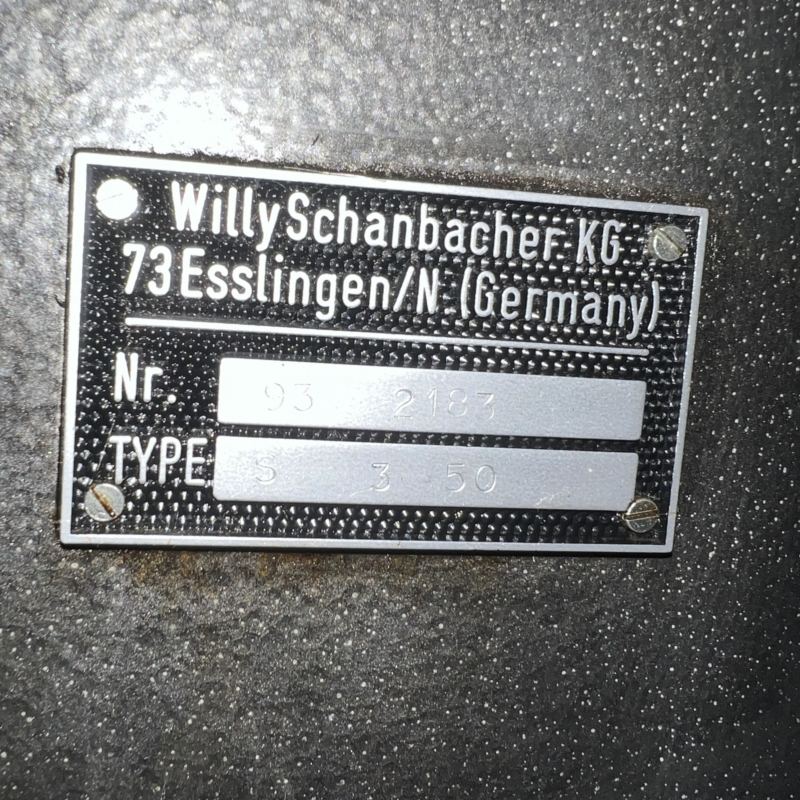 Willy Schanbacher KG
73 Esslingen/N (Germany)
Nr. 93 2183
TYPE S 3 50